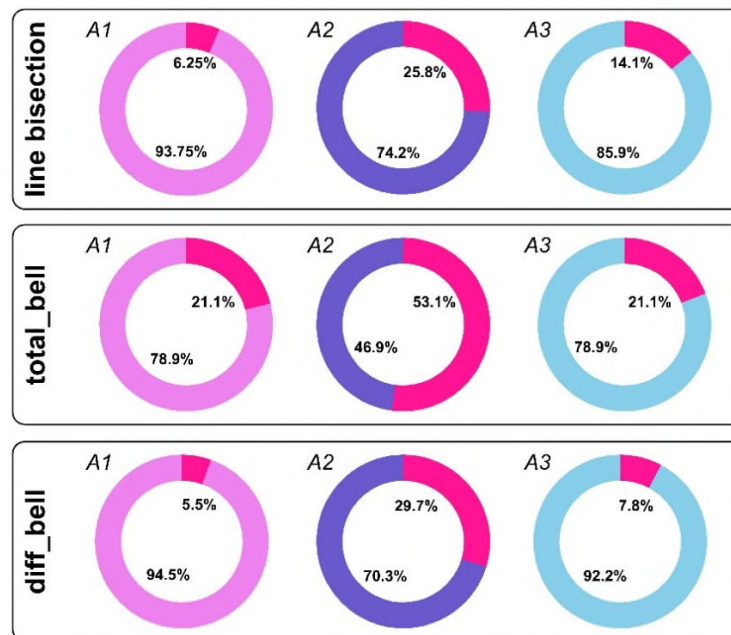 line bisection
A1
6.25%
93.75%
A2
25.8%
74.2%
A3
14.1%
85.9%
total_bell
A1
21.1%
78.9%
A2
53.1%
46.9%
A3
21.1%
78.9%
diff_bell
A1
5.5%
94.5%
A2
29.7%
70.3%
A3
7.8%
92.2%